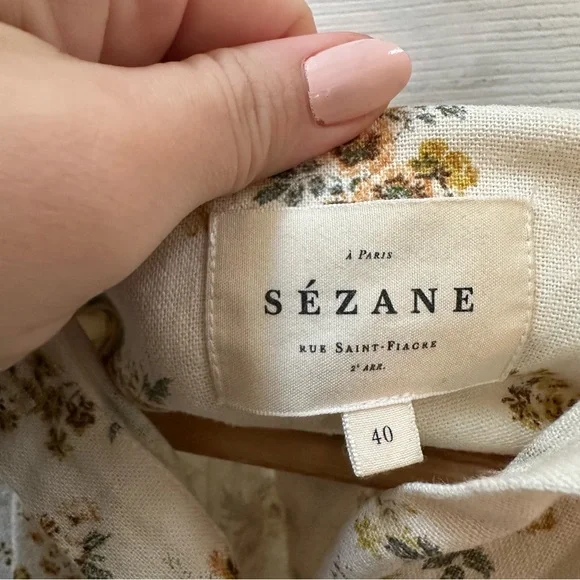 À PARIS
SÉZANE
RUE SAINT-FIACRE
2ᵉ ARR.
40